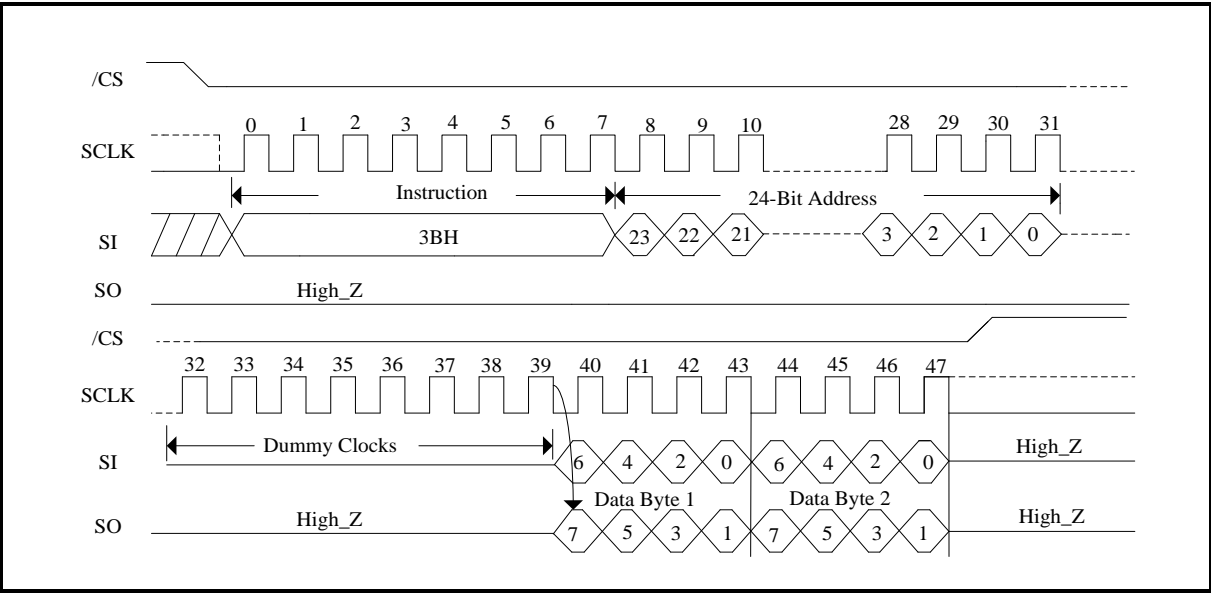 /CS
0 1 2 3 4 5 6 7 8 9 10 28 29 30 31
SCLK
Instruction 24-Bit Address
SI 3BH 23 22 21 3 2 1 0
SO High_Z
/CS
32 33 34 35 36 37 38 39 40 41 42 43 44 45 46 47
SCLK
Dummy Clocks High_Z
SI 6 4 2 0 6 4 2 0
Data Byte 1 Data Byte 2
SO High_Z 7 5 3 1 7 5 3 1 High_Z